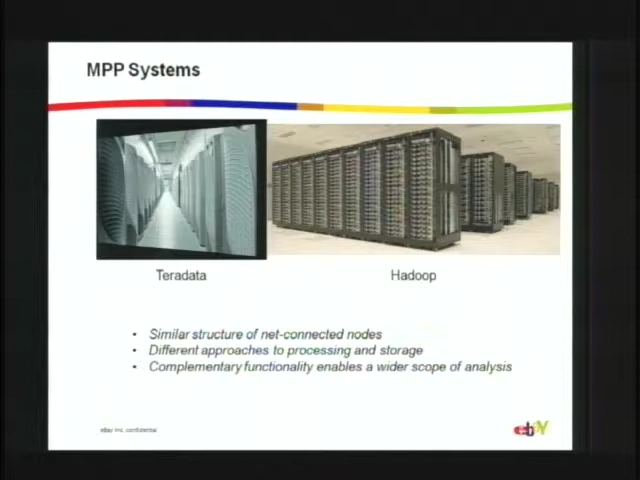 MPP Systems
Teradata
Hadoop
• Similar structure of net-connected nodes
• Different approaches to processing and storage
• Complementary functionality enables a wider scope of analysis
eBay Inc. confidential
ebY